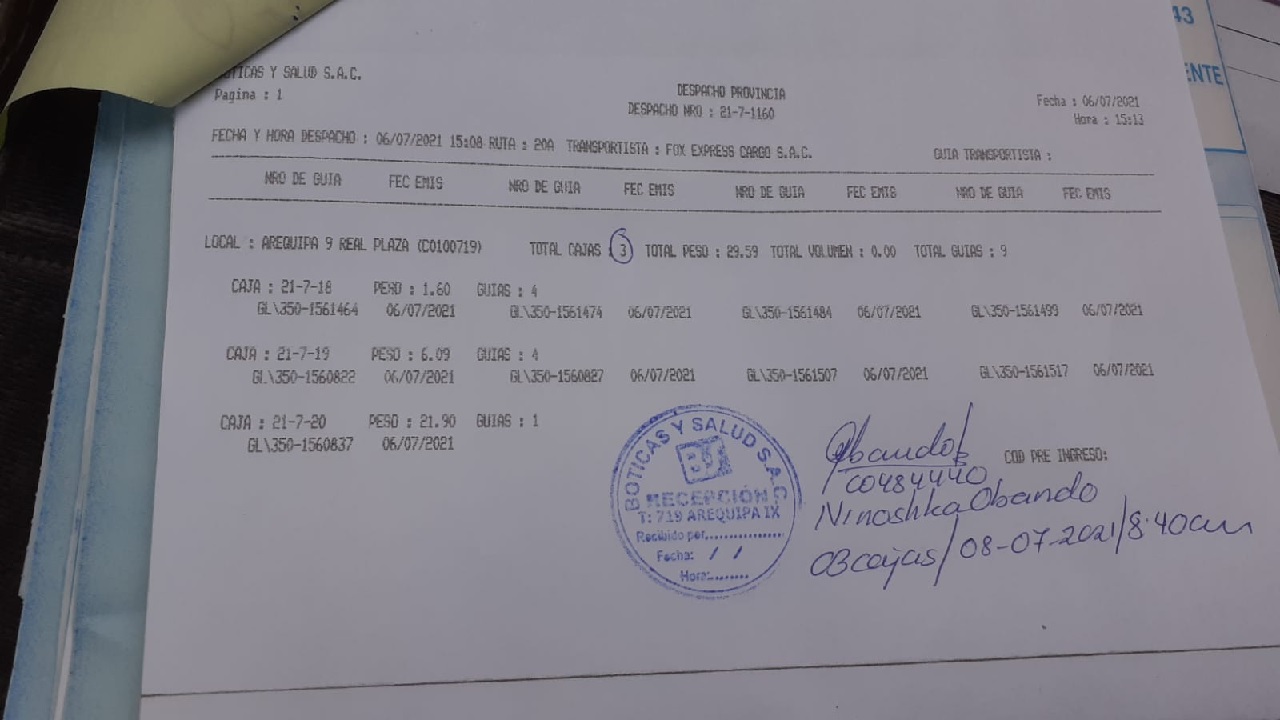 BOTICAS Y SALUD S.A.C.
Pagina : 1
DESPACHO PROVINCIA
DESPACHO NRO : 21-7-1160
Fecha : 06/07/2021
Hora : 15:13
FECHA Y HORA DESPACHO : 06/07/2021 15:08 RUTA : 20A TRANSPORTISTA : FOX EXPRESS CARGO S.A.C. GUIA TRANSPORTISTA :
NRO DE GUIA FEC EMIS NRO DE GUIA FEC EMIS NRO DE GUIA FEC EMIS NRO DE GUIA FEC EMIS
LOCAL : AREQUIPA 9 REAL PLAZA (C0100719) TOTAL CAJAS : 3 TOTAL PESO : 29.59 TOTAL VOLUMEN : 0.00 TOTAL GUIAS : 9
CAJA : 21-7-18 PESO : 1.60 GUIAS : 4
GL\350-1561464 06/07/2021 GL\350-1561474 06/07/2021 GL\350-1561484 06/07/2021 GL\350-1561499 06/07/2021
CAJA : 21-7-19 PESO : 6.09 GUIAS : 4
GL\350-1560822 06/07/2021 GL\350-1560827 06/07/2021 GL\350-1561507 06/07/2021 GL\350-1561517 06/07/2021
CAJA : 21-7-20 PESO : 21.90 GUIAS : 1
GL\350-1560837 06/07/2021
BOTICAS Y SALUD S.A.C
BS
RECEPCIÓN
T: 719 AREQUIPA IX
Recibido por..................
Fecha: / /
Hora:.........
Obando
COD PRE INGRESO:
C0484440
Ninoshka Obando
03 cajas / 08-07-2021 / 8:40am
43
ENTE